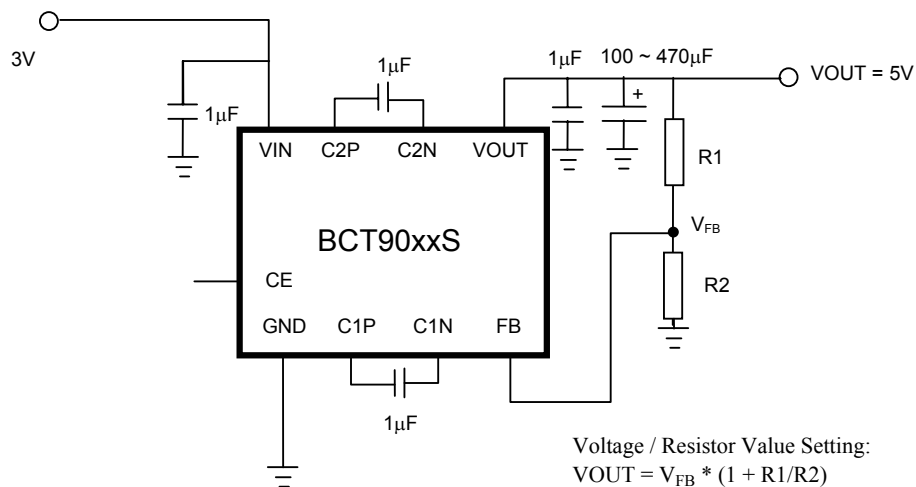 3V
1μF
1μF
1μF
100 ~ 470μF
+
VOUT = 5V
VIN
C2P
C2N
VOUT
R1
BCT90xxS
VFB
CE
R2
GND
C1P
C1N
FB
1μF
Voltage / Resistor Value Setting:
VOUT = VFB * (1 + R1/R2)